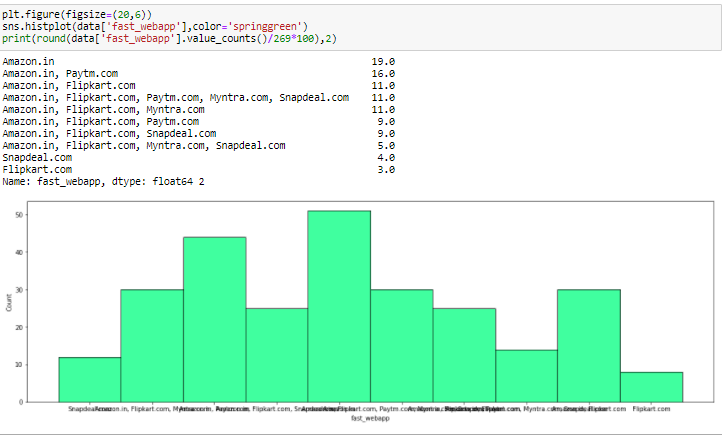 plt.figure(figsize=(20,6))
sns.histplot(data['fast_webapp'],color='springgreen')
print(round(data['fast_webapp'].value_counts()/269*100),2)
Amazon.in 19.0
Amazon.in, Paytm.com 16.0
Amazon.in, Flipkart.com 11.0
Amazon.in, Flipkart.com, Paytm.com, Myntra.com, Snapdeal.com 11.0
Amazon.in, Flipkart.com, Myntra.com 11.0
Amazon.in, Flipkart.com, Paytm.com 9.0
Amazon.in, Flipkart.com, Snapdeal.com 9.0
Amazon.in, Flipkart.com, Myntra.com, Snapdeal.com 5.0
Snapdeal.com 4.0
Flipkart.com 3.0
Name: fast_webapp, dtype: float64 2
50
40
30
20
10
0
Count
Flipkart.com
fast_webapp